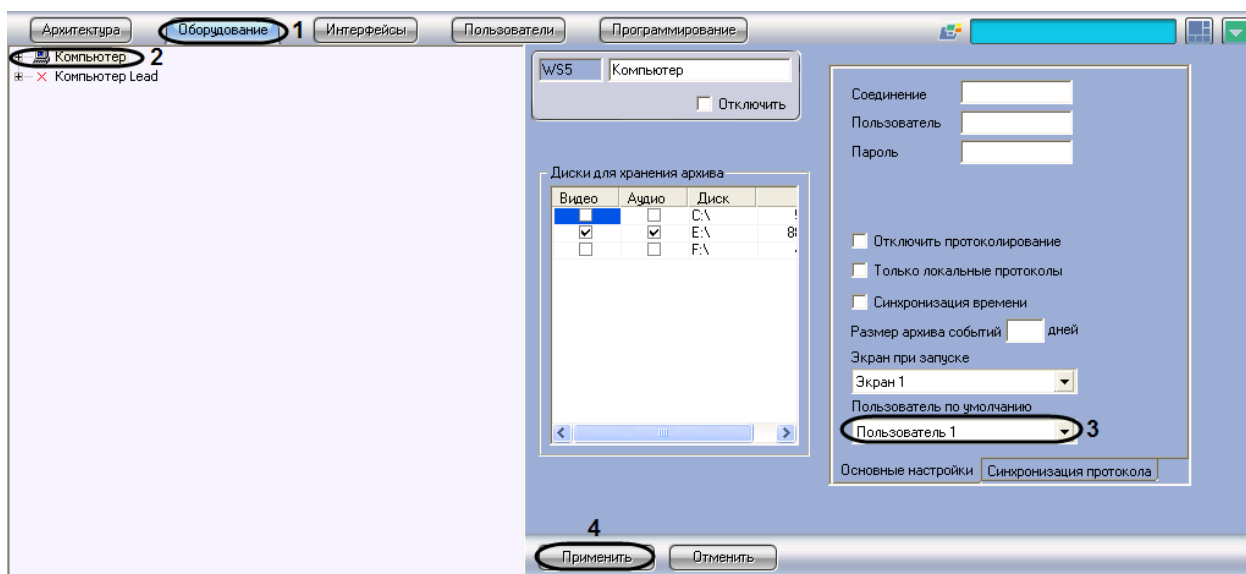 Архитектура Оборудование 1 Интерфейсы Пользователи Программирование
Компьютер 2
Компьютер Lead
WS5 Компьютер
Отключить
Диски для хранения архива
Видео Аудио Диск
C:\
E:\
F:\
Соединение
Пользователь
Пароль
Отключить протоколирование
Только локальные протоколы
Синхронизация времени
Размер архива событий дней
Экран при запуске
Экран 1
Пользователь по умолчанию
Пользователь 1 3
Основные настройки Синхронизация протокола
4
Применить Отменить